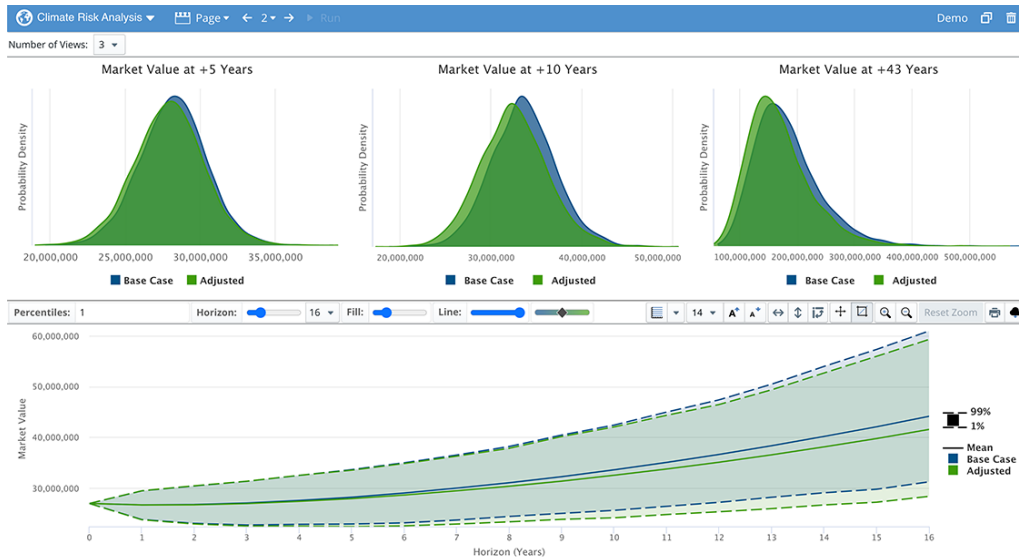 Climate Risk Analysis Page 2 Run Demo
Number of Views: 3
Market Value at +5 Years
Probability Density
20,000,000 25,000,000 30,000,000 35,000,000
Base Case Adjusted
Market Value at +10 Years
Probability Density
20,000,000 30,000,000 40,000,000 50,000,000
Base Case Adjusted
Market Value at +43 Years
Probability Density
100,000,000 200,000,000 300,000,000 400,000,000 500,000,000
Base Case Adjusted
Percentiles: 1 Horizon: 16 Fill: Line: 14 A+ A+ Reset Zoom
60,000,000
50,000,000
40,000,000
30,000,000
Market Value
0 1 2 3 4 5 6 7 8 9 10 11 12 13 14 15 16
Horizon (Years)
99%
1%
Mean
Base Case
Adjusted